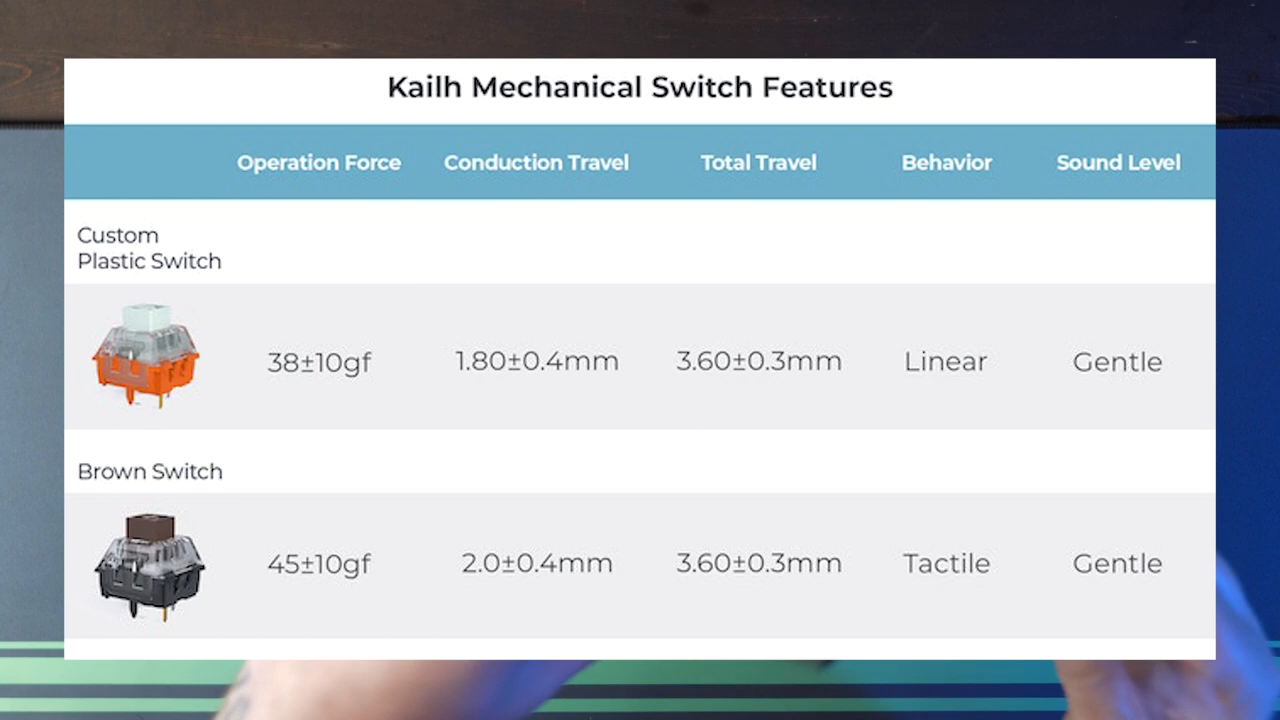 Kailh Mechanical Switch Features
Operation Force Conduction Travel Total Travel Behavior Sound Level
Custom
Plastic Switch
38±10gf 1.80±0.4mm 3.60±0.3mm Linear Gentle
Brown Switch
45±10gf 2.0±0.4mm 3.60±0.3mm Tactile Gentle